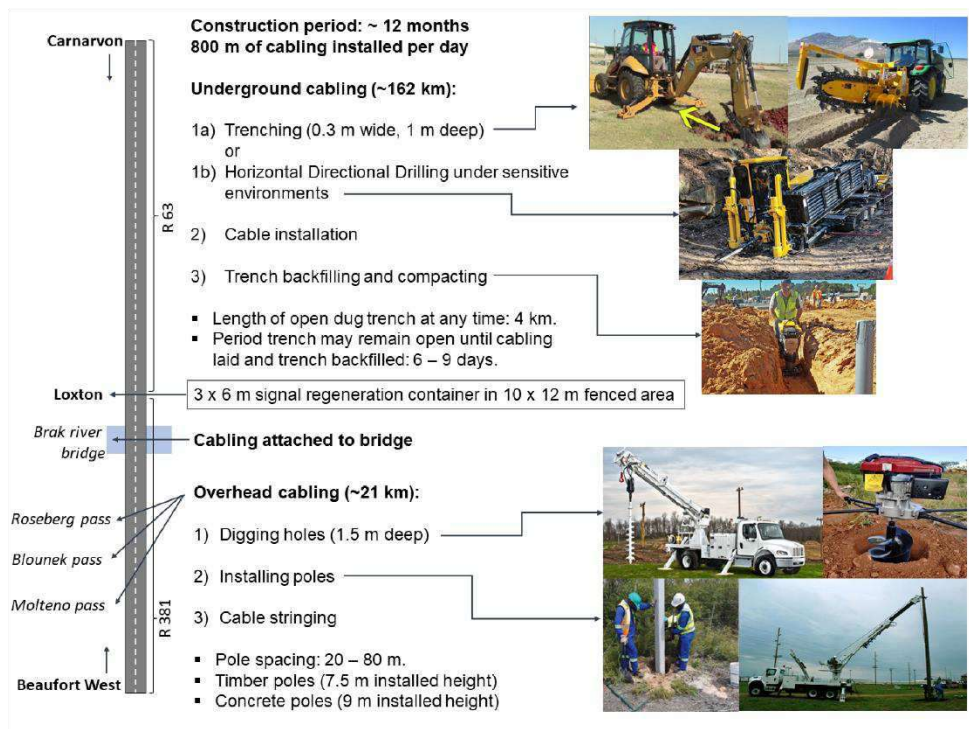 Construction period: ~ 12 months
800 m of cabling installed per day
Carnarvon
Underground cabling (~162 km):
1a) Trenching (0.3 m wide, 1 m deep)
or
1b) Horizontal Directional Drilling under sensitive
environments
R 63
2) Cable installation
3) Trench backfilling and compacting
▪ Length of open dug trench at any time: 4 km.
▪ Period trench may remain open until cabling
laid and trench backfilled: 6 – 9 days.
Loxton
3 x 6 m signal regeneration container in 10 x 12 m fenced area
Brak river
bridge
Cabling attached to bridge
Overhead cabling (~21 km):
Roseberg pass
1) Digging holes (1.5 m deep)
Blounek pass
2) Installing poles
Molteno pass
R 381
3) Cable stringing
▪ Pole spacing: 20 – 80 m.
Beaufort West
▪ Timber poles (7.5 m installed height)
▪ Concrete poles (9 m installed height)